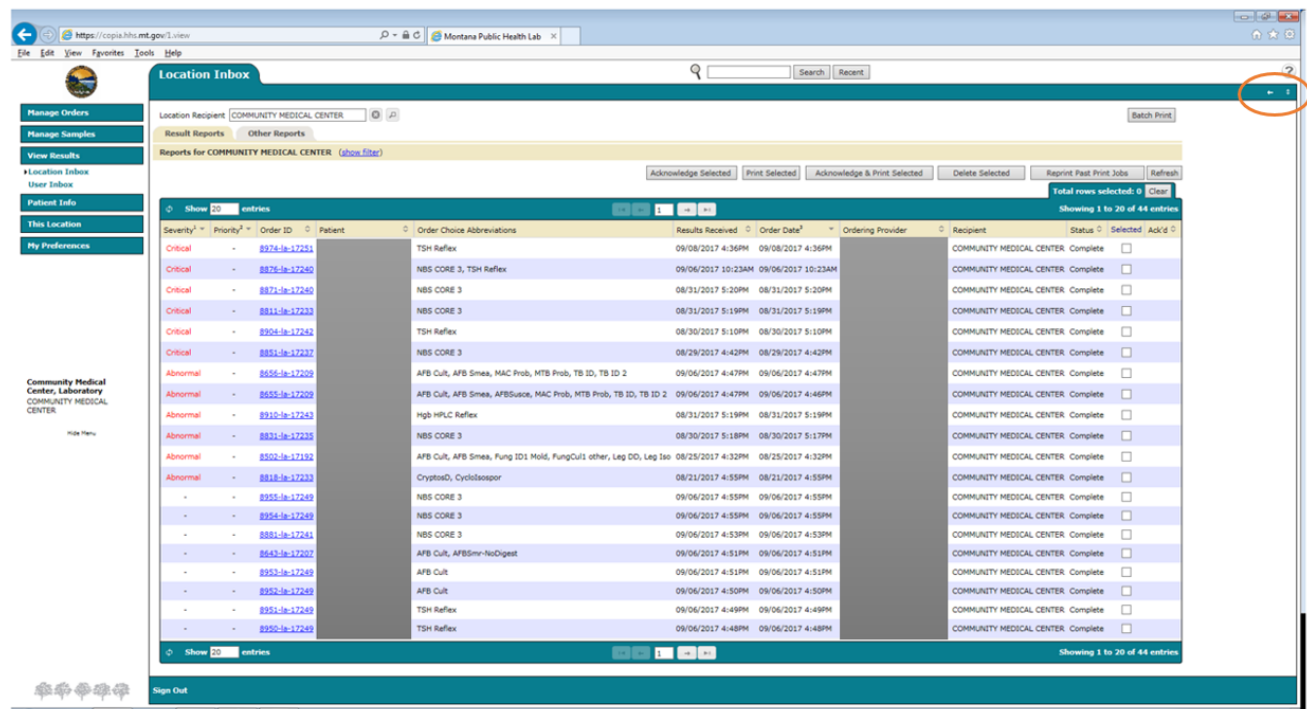 https://copia.hhs.mt.gov/1.view
Montana Public Health Lab
File Edit View Favorites Tools Help
Location Inbox
Search Recent
?
Manage Orders
Manage Samples
View Results
Location Inbox
User Inbox
Patient Info
This Location
My Preferences
Community Medical
Center, Laboratory
COMMUNITY MEDICAL
CENTER
Hide Menu
Location Recipient COMMUNITY MEDICAL CENTER Batch Print
Result Reports Other Reports
Reports for COMMUNITY MEDICAL CENTER (show filter)
Acknowledge Selected Print Selected Acknowledge & Print Selected Delete Selected Reprint Past Print Jobs Refresh
Total rows selected: 0 Clear
Show 20 entries 1 Showing 1 to 20 of 44 entries
Severity1 Priority2 Order ID Patient Order Choice Abbreviations Results Received Order Date3 Ordering Provider Recipient Status Selected Ack'd
Critical - 8974-la-17251 TSH Reflex 09/08/2017 4:36PM 09/08/2017 4:36PM COMMUNITY MEDICAL CENTER Complete
Critical - 8876-la-17240 NBS CORE 3, TSH Reflex 09/06/2017 10:23AM 09/06/2017 10:23AM COMMUNITY MEDICAL CENTER Complete
Critical - 8871-la-17240 NBS CORE 3 08/31/2017 5:20PM 08/31/2017 5:20PM COMMUNITY MEDICAL CENTER Complete
Critical - 8811-la-17233 NBS CORE 3 08/31/2017 5:19PM 08/31/2017 5:19PM COMMUNITY MEDICAL CENTER Complete
Critical - 8904-la-17242 TSH Reflex 08/30/2017 5:10PM 08/30/2017 5:10PM COMMUNITY MEDICAL CENTER Complete
Critical - 8851-la-17237 NBS CORE 3 08/29/2017 4:42PM 08/29/2017 4:42PM COMMUNITY MEDICAL CENTER Complete
Abnormal - 8656-la-17209 AFB Cult, AFB Smea, MAC Prob, MTB Prob, TB ID, TB ID 2 09/06/2017 4:47PM 09/06/2017 4:47PM COMMUNITY MEDICAL CENTER Complete
Abnormal - 8655-la-17209 AFB Cult, AFB Smea, AFBSusce, MAC Prob, MTB Prob, TB ID, TB ID 2 09/06/2017 4:47PM 09/06/2017 4:46PM COMMUNITY MEDICAL CENTER Complete
Abnormal - 8910-la-17243 Hgb HPLC Reflex 08/31/2017 5:19PM 08/31/2017 5:19PM COMMUNITY MEDICAL CENTER Complete
Abnormal - 8831-la-17235 NBS CORE 3 08/30/2017 5:18PM 08/30/2017 5:17PM COMMUNITY MEDICAL CENTER Complete
Abnormal - 8502-la-17192 AFB Cult, AFB Smea, Fung ID1 Mold, FungCul1 other, Leg DD, Leg Iso 08/25/2017 4:32PM 08/25/2017 4:32PM COMMUNITY MEDICAL CENTER Complete
Abnormal - 8818-la-17233 CryptosD, CycloIsospor 08/21/2017 4:55PM 08/21/2017 4:55PM COMMUNITY MEDICAL CENTER Complete
- - 8955-la-17249 NBS CORE 3 09/06/2017 4:55PM 09/06/2017 4:55PM COMMUNITY MEDICAL CENTER Complete
- - 8954-la-17249 NBS CORE 3 09/06/2017 4:55PM 09/06/2017 4:55PM COMMUNITY MEDICAL CENTER Complete
- - 8881-la-17241 NBS CORE 3 09/06/2017 4:53PM 09/06/2017 4:53PM COMMUNITY MEDICAL CENTER Complete
- - 8643-la-17207 AFB Cult, AFBSmr-NoDigest 09/06/2017 4:51PM 09/06/2017 4:51PM COMMUNITY MEDICAL CENTER Complete
- - 8953-la-17249 AFB Cult 09/06/2017 4:51PM 09/06/2017 4:51PM COMMUNITY MEDICAL CENTER Complete
- - 8952-la-17249 AFB Cult 09/06/2017 4:50PM 09/06/2017 4:50PM COMMUNITY MEDICAL CENTER Complete
- - 8951-la-17249 TSH Reflex 09/06/2017 4:49PM 09/06/2017 4:49PM COMMUNITY MEDICAL CENTER Complete
- - 8950-la-17249 TSH Reflex 09/06/2017 4:48PM 09/06/2017 4:48PM COMMUNITY MEDICAL CENTER Complete
Show 20 entries 1 Showing 1 to 20 of 44 entries
Sign Out